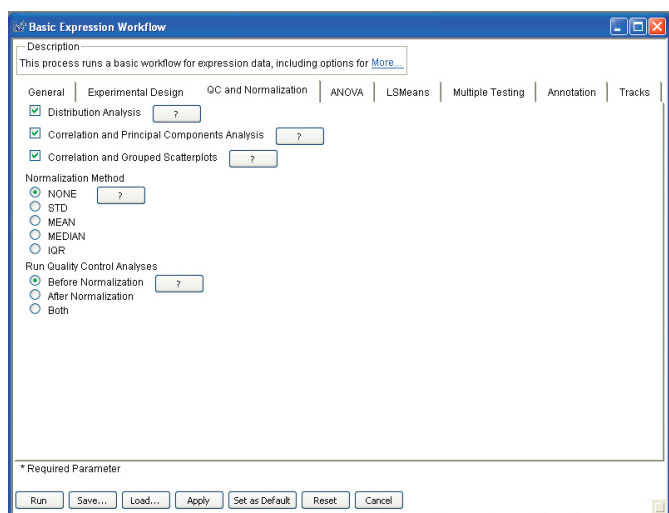 Basic Expression Workflow
Description
This process runs a basic workflow for expression data, including options for More...
General Experimental Design QC and Normalization ANOVA LSMeans Multiple Testing Annotation Tracks
Distribution Analysis ?
Correlation and Principal Components Analysis ?
Correlation and Grouped Scatterplots ?
Normalization Method
NONE ?
STD
MEAN
MEDIAN
IQR
Run Quality Control Analyses
Before Normalization ?
After Normalization
Both
* Required Parameter
Run Save... Load... Apply Set as Default Reset Cancel